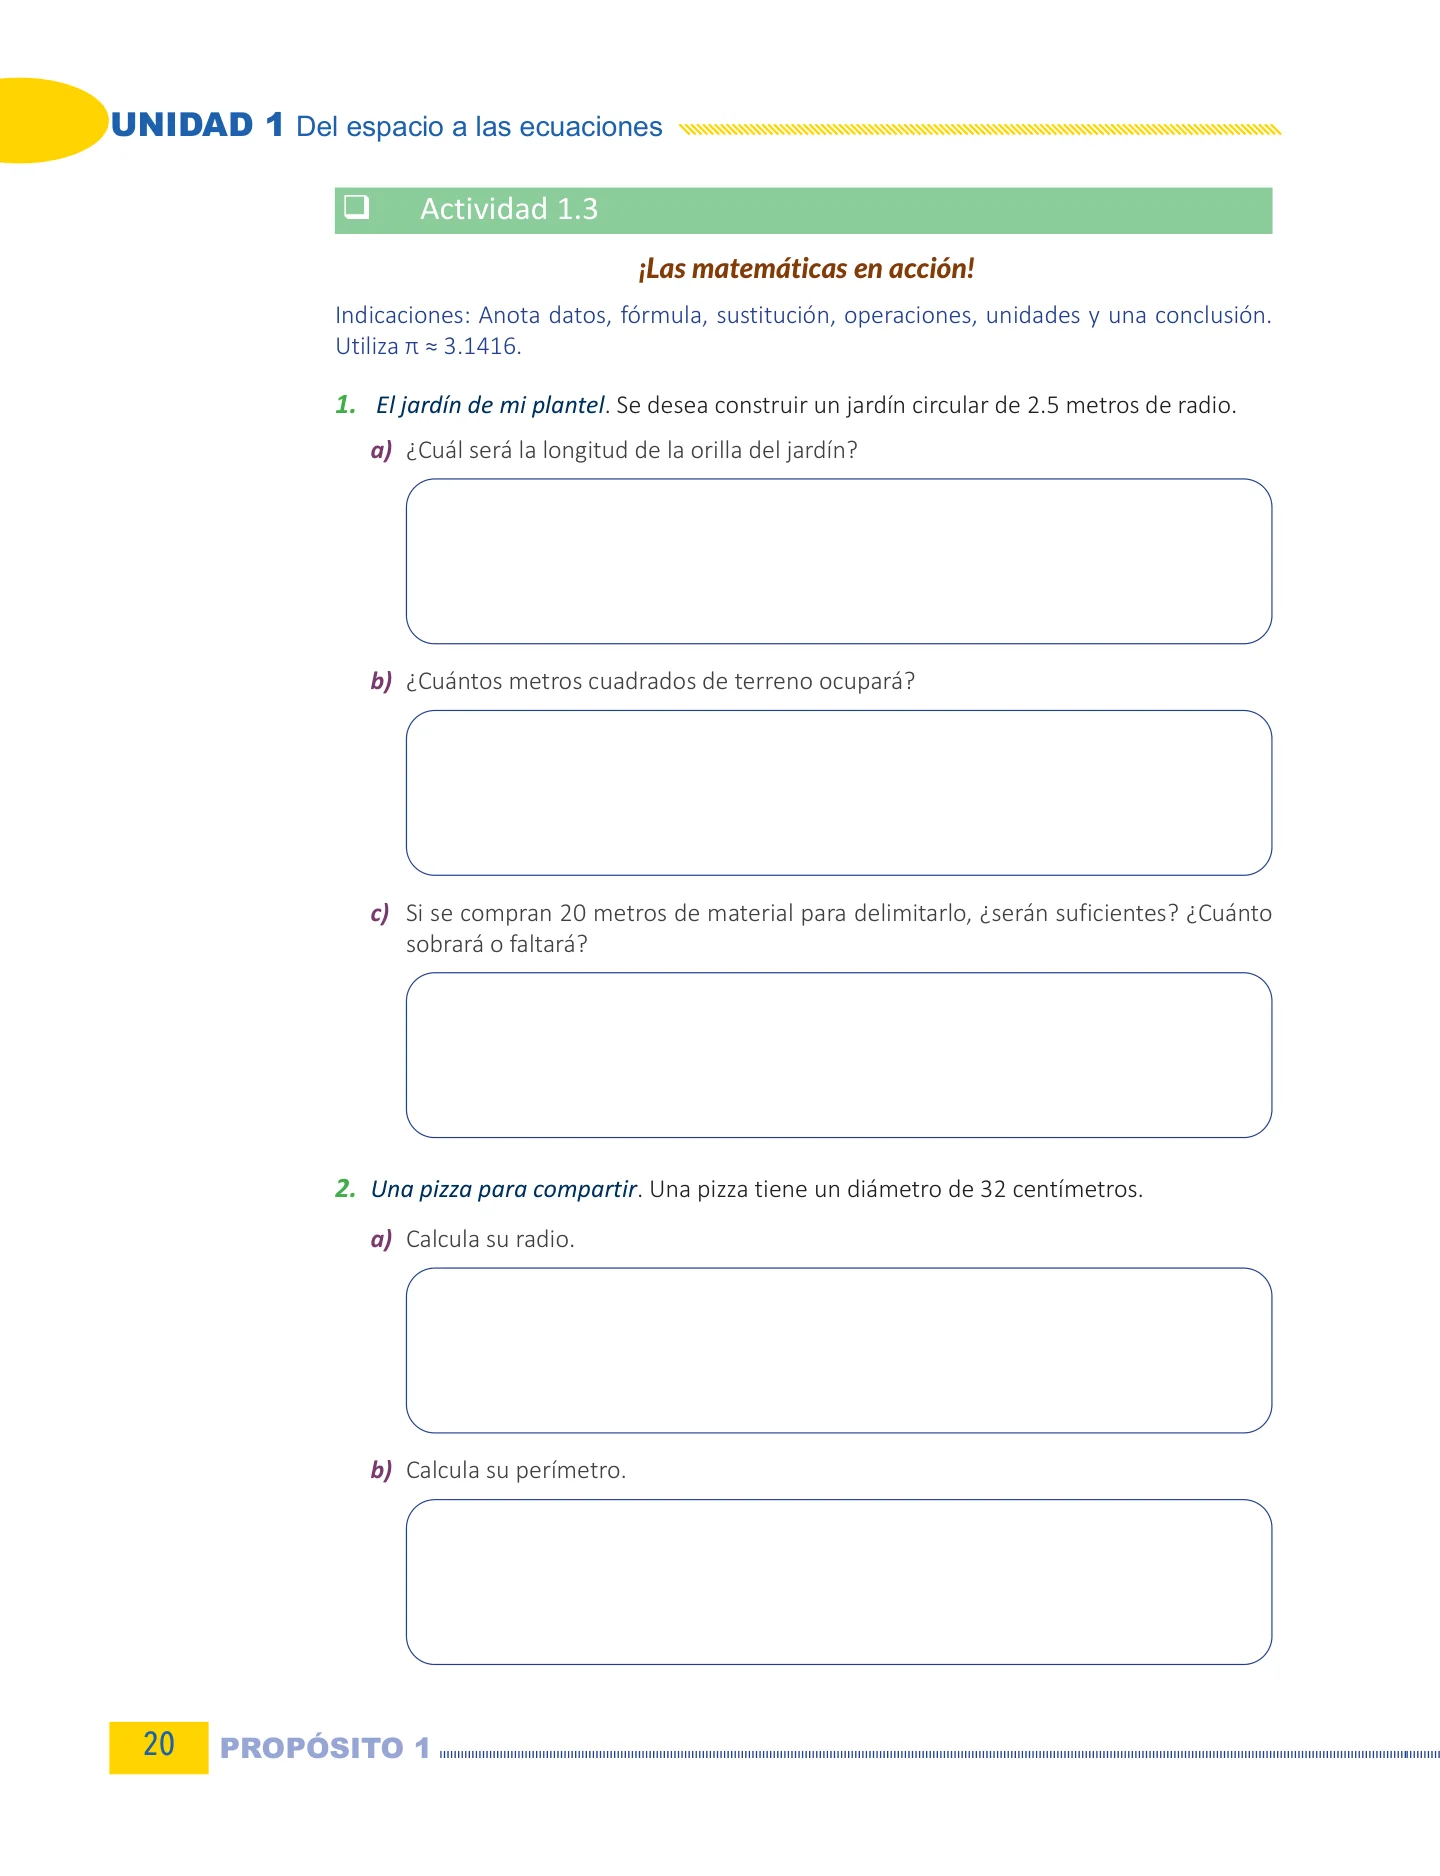 UNIDAD 1 Del espacio a las ecuaciones
❑ Actividad 1.3
¡Las matemáticas en acción!
Indicaciones: Anota datos, fórmula, sustitución, operaciones, unidades y una conclusión.
Utiliza π ≈ 3.1416.
1. El jardín de mi plantel. Se desea construir un jardín circular de 2.5 metros de radio.
a) ¿Cuál será la longitud de la orilla del jardín?
b) ¿Cuántos metros cuadrados de terreno ocupará?
c) Si se compran 20 metros de material para delimitarlo, ¿serán suficientes? ¿Cuánto
sobrará o faltará?
2. Una pizza para compartir. Una pizza tiene un diámetro de 32 centímetros.
a) Calcula su radio.
b) Calcula su perímetro.
20 PROPÓSITO 1